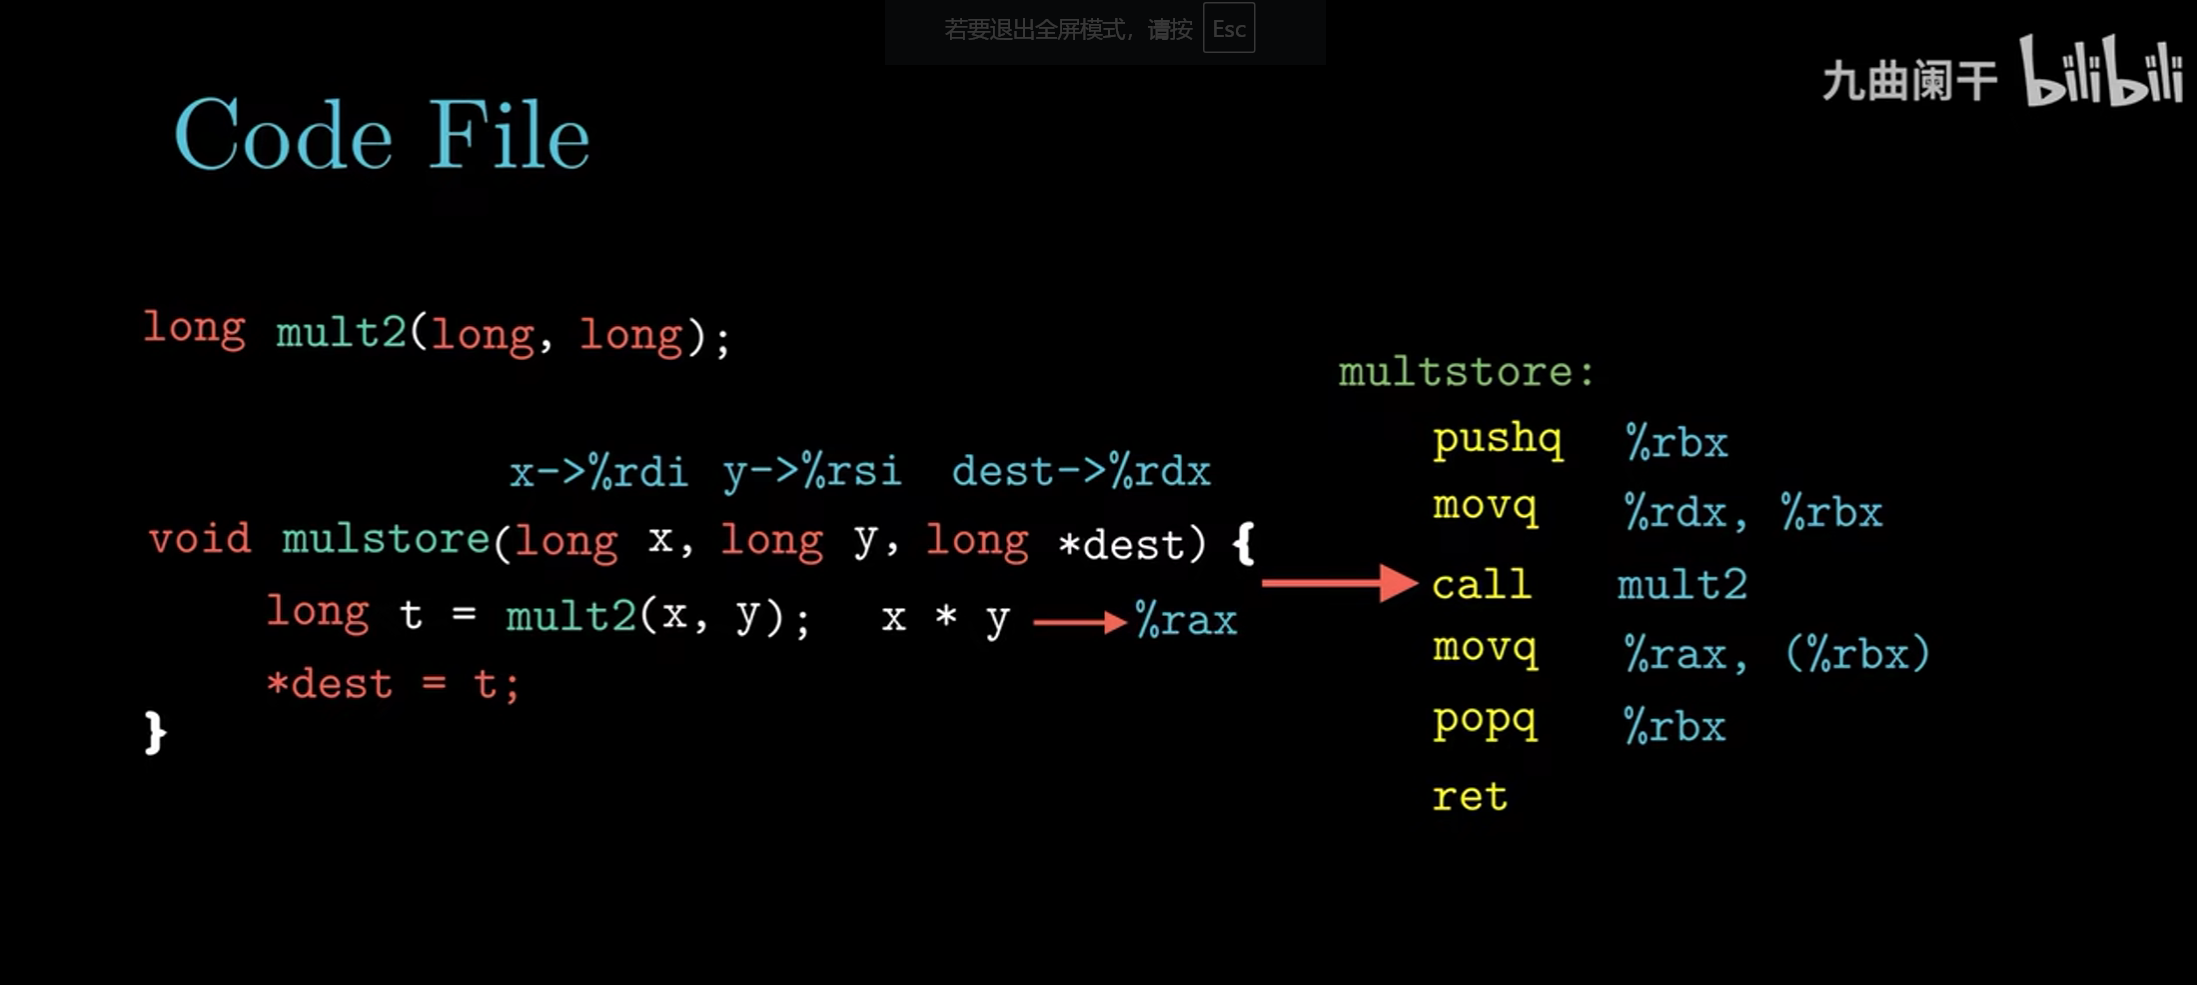 若要退出全屏模式，请按 Esc
九曲阑干 bilibili
Code File
long mult2(long, long);
x->%rdi y->%rsi dest->%rdx
void mulstore(long x, long y, long *dest) {
long t = mult2(x, y); x * y %rax
*dest = t;
}
multstore:
pushq %rbx
movq %rdx, %rbx
call mult2
movq %rax, (%rbx)
popq %rbx
ret